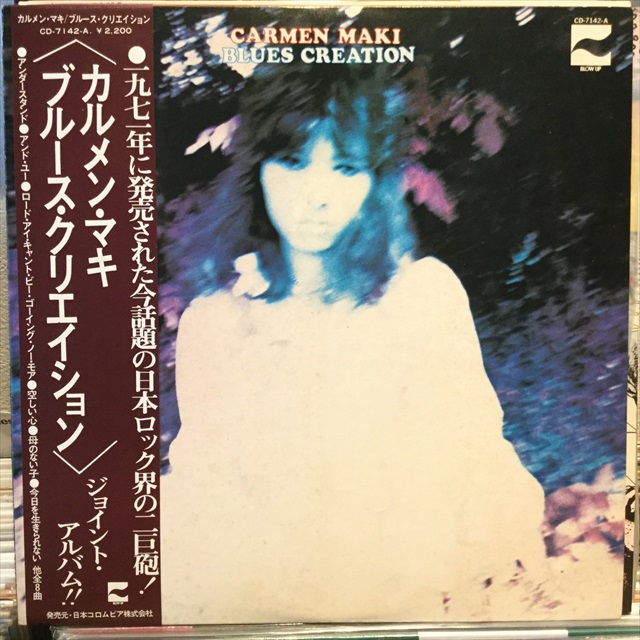 カルメン・マキ/ブルース・クリエイション
CD-7142-A. ￥2,200
●一九七一年に発売された今話題の日本ロック界の二巨砲!
〈カルメン・マキ
ブルース・クリエイション〉
ジョイント・
アルバム!!
●アンダースタンド●アンド・ユー●ロード・アイ・キャント・ビー・ゴーイング・ノー・モア●空しい心●母のない子●今日を生きられない 他全8曲
BLOW UP
発売元・日本コロムビア株式会社
CARMEN MAKI
BLUES CREATION
CD-7142-A
BLOW UP